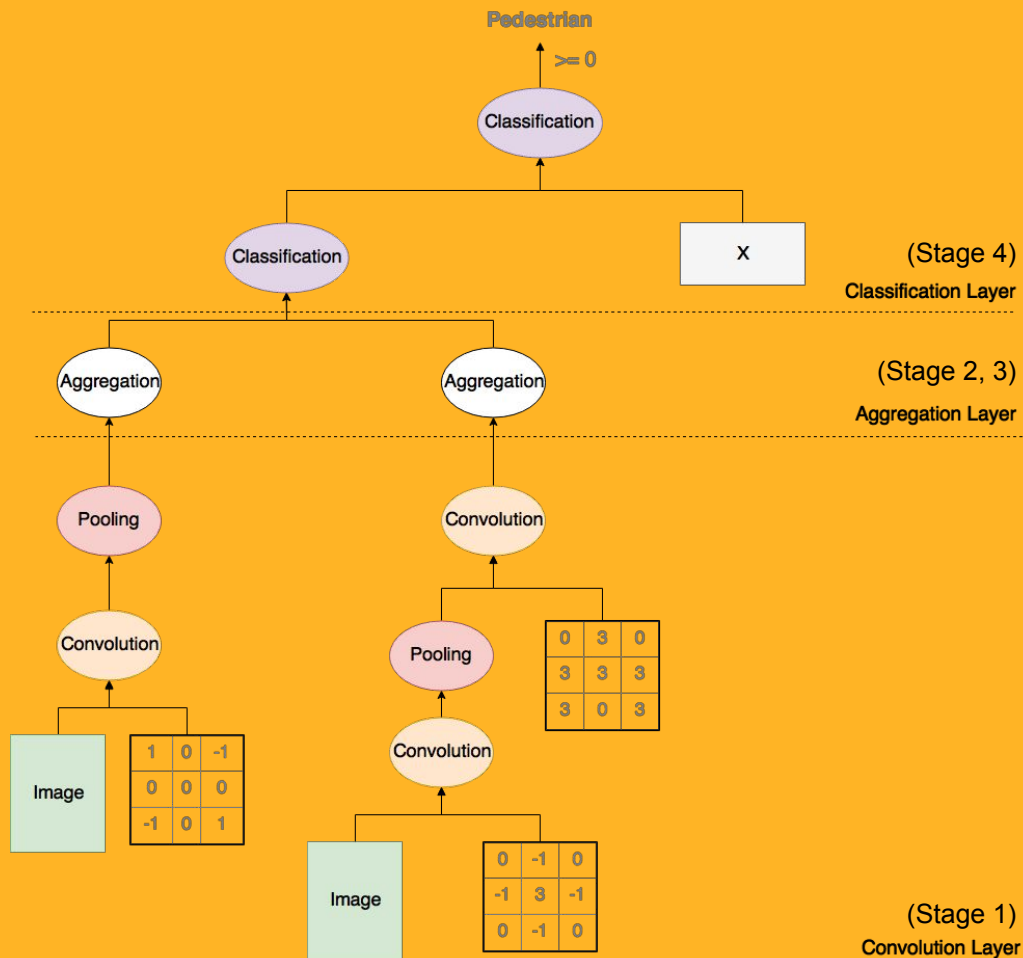 Pedestrian
>= 0
Classification
Classification
X
(Stage 4)
Classification Layer
Aggregation
Aggregation
(Stage 2, 3)
Aggregation Layer
Pooling
Convolution
Convolution
Pooling
0 3 0
3 3 3
3 0 3
Image
1 0 -1
0 0 0
-1 0 1
Convolution
Image
0 -1 0
-1 3 -1
0 -1 0
(Stage 1)
Convolution Layer